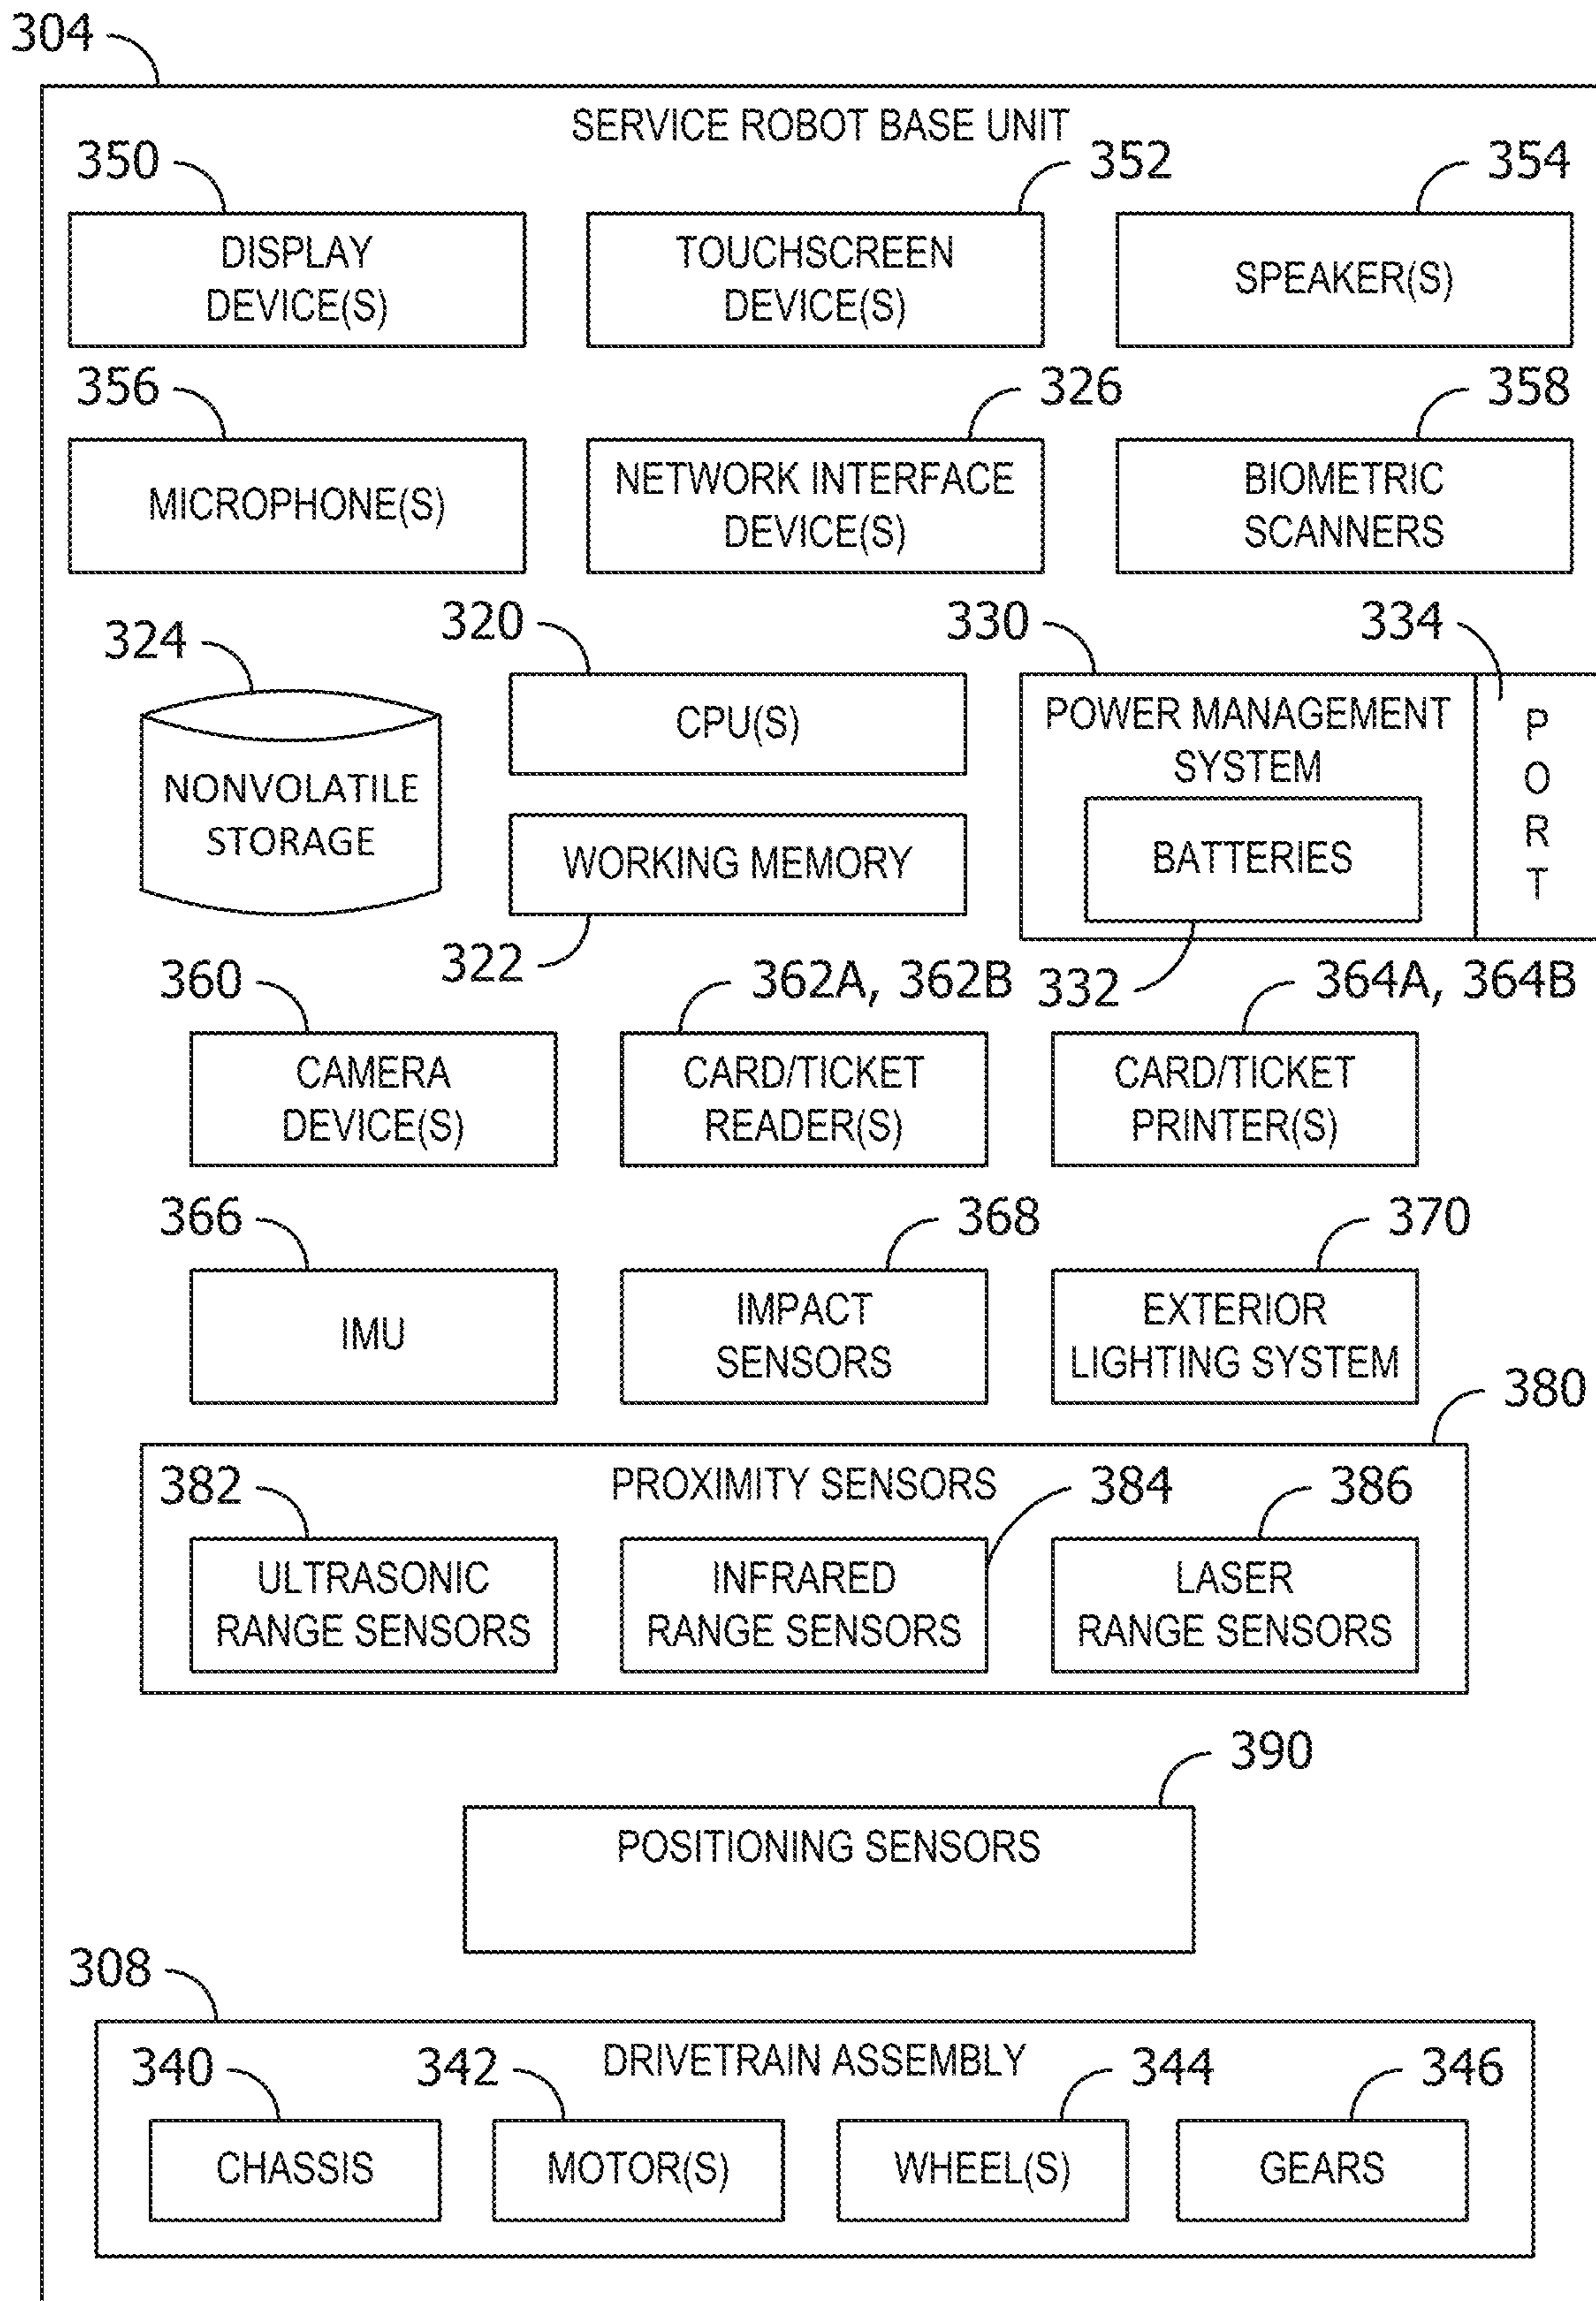 304
SERVICE ROBOT BASE UNIT
350
352
354
DISPLAY
DEVICE(S)
TOUCHSCREEN
DEVICE(S)
SPEAKER(S)
356
326
358
MICROPHONE(S)
NETWORK INTERFACE
DEVICE(S)
BIOMETRIC
SCANNERS
324
320
330
334
NONVOLATILE
STORAGE
CPU(S)
WORKING MEMORY
322
POWER MANAGEMENT
SYSTEM
BATTERIES
332
P
O
R
T
360
362A, 362B
364A, 364B
CAMERA
DEVICE(S)
CARD/TICKET
READER(S)
CARD/TICKET
PRINTER(S)
366
368
370
IMU
IMPACT
SENSORS
EXTERIOR
LIGHTING SYSTEM
380
PROXIMITY SENSORS
382
384
386
ULTRASONIC
RANGE SENSORS
INFRARED
RANGE SENSORS
LASER
RANGE SENSORS
390
POSITIONING SENSORS
308
DRIVETRAIN ASSEMBLY
340
342
344
346
CHASSIS
MOTOR(S)
WHEEL(S)
GEARS